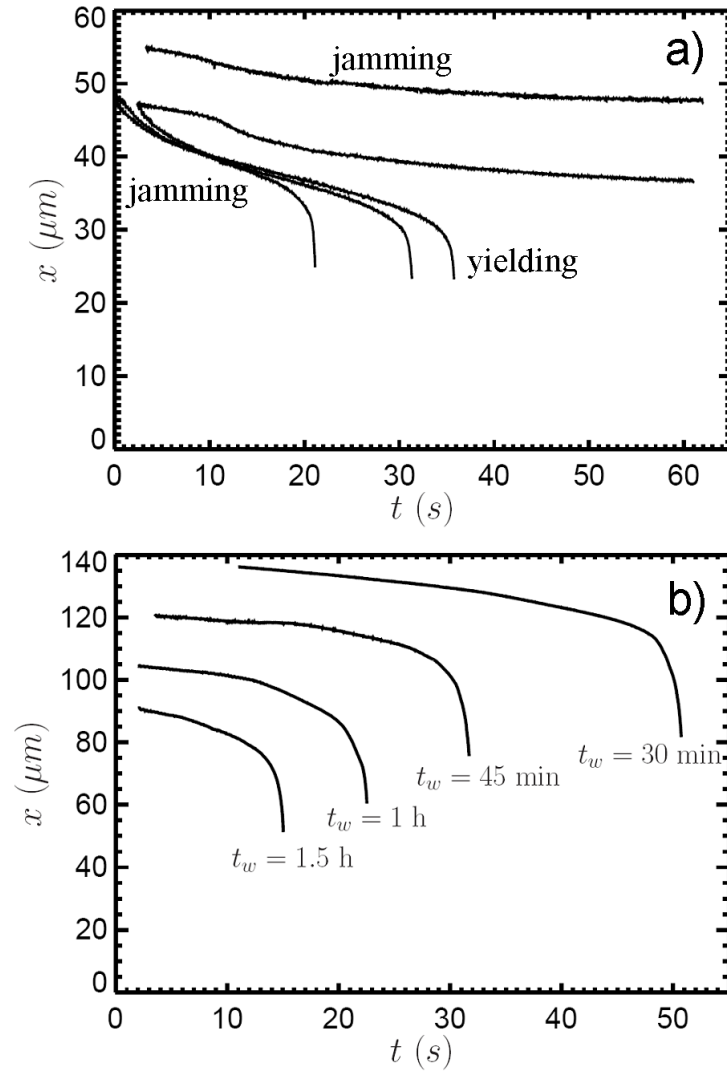 a)
60
50
40
30
20
10
0
x (μm)
jamming
jamming
yielding
0 10 20 30 40 50 60
t (s)
b)
140
120
100
80
60
40
20
0
x (μm)
t_w = 30 min
t_w = 45 min
t_w = 1 h
t_w = 1.5 h
0 10 20 30 40 50
t (s)